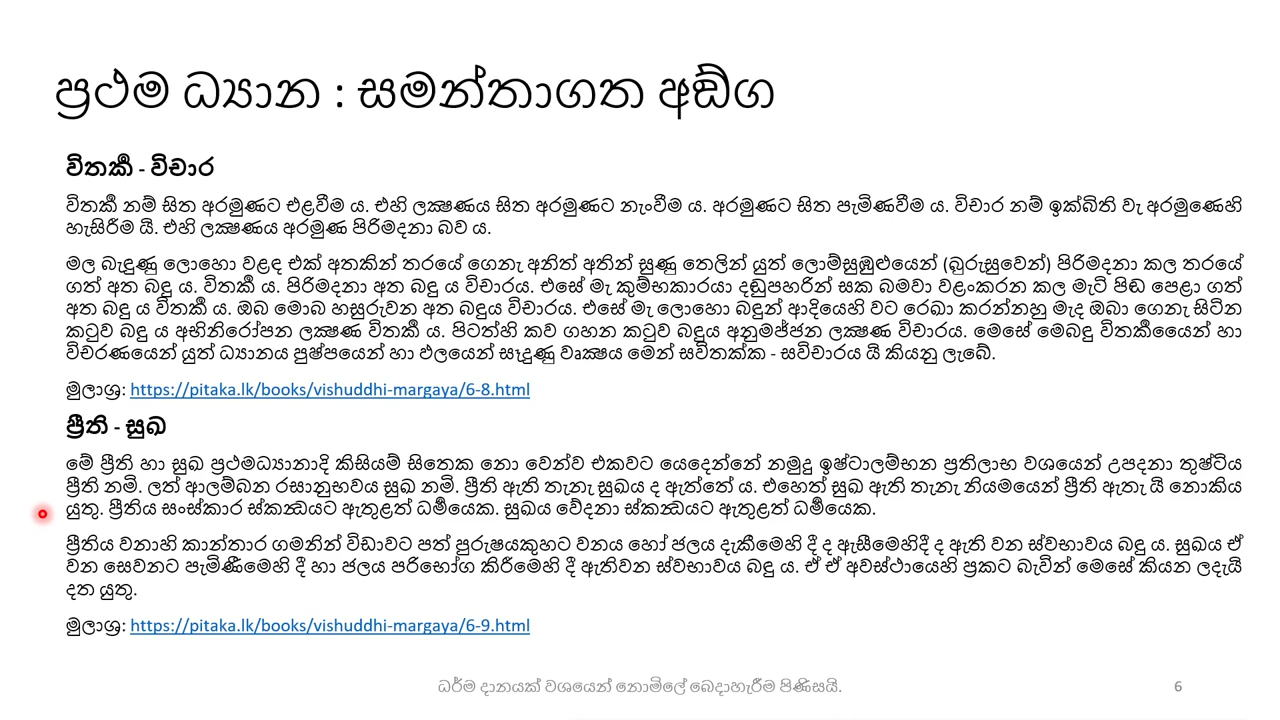 ප්‍රථම ධ්‍යාන : සමන්තාගත අඞ්ග
විතර්ක - විචාර
විතර්ක නම් සිත අරමුණට එළවීම ය. එහි ලක්‍ෂණය සිත අරමුණට නැංවීම ය. අරමුණට සිත පැමිණවීම ය. විචාර නම් ඉක්බිති වැ අරමුණෙහි
හැසිරීම යි. එහි ලක්‍ෂණය අරමුණ පිරිමදනා බව ය.
මල බැඳුණු ලොහො වළඳ එක් අතකින් තරයේ ගෙනැ අනිත් අතින් සුණු තෙලින් යුත් ලොම්සුඹුළුයෙන් (බුරුසුවෙන්) පිරිමදනා කල තරයේ
ගත් අත බඳු ය. විතර්ක ය. පිරිමදනා අත බඳු ය විචාරය. එසේ මැ කුම්භකාරයා දඬුපහරින් සක බමවා වළංකරන කල මැටි පිඬ පෙළා ගත්
අත බඳු ය විතර්ක ය. ඔබ මොබ හසුරුවන අත බඳුය විචාරය. එසේ මැ ලොහො බඳුන් ආදියෙහි වට රෙඛා කරන්නහු මැද ඔබා ගෙනැ සිටින
කටුව බඳු ය අභිනිරෝපන ලක්‍ෂණ විතර්ක ය. පිටත්හි කව ගහන කටුව බඳුය අනුමජ්ජන ලක්‍ෂණ විචාරය. මෙසේ මෙබඳු විතර්කයෙන් හා
විචරණයෙන් යුත් ධ්‍යානය පුෂ්පයෙන් හා ඵලයෙන් සැදුණු වෘක්‍ෂය මෙන් සවිතක්ක - සවිචාරය යි කියනු ලැබේ.
මූලාශ්‍ර: https://pitaka.lk/books/vishuddhi-margaya/6-8.html
ප්‍රීති - සුඛ
මේ ප්‍රීති හා සුඛ ප්‍රථමධ්‍යානාදි කිසියම් සිතෙක නො වෙන්ව එකවට යෙදෙන්නේ නමුදු ඉෂ්ටාලම්භන ප්‍රතිලාභ වශයෙන් උපදනා තුෂ්ටිය
ප්‍රීති නමි. ලත් ආලම්බන රසානුභවය සුඛ නමි. ප්‍රීති ඇති තැනැ සුඛය ද ඇත්තේ ය. එහෙත් සුඛ ඇති තැනැ නියමයෙන් ප්‍රීති ඇතැ යි නොකිය
යුතු. ප්‍රීතිය සංස්කාර ස්කන්‍ධයට ඇතුළත් ධර්මයෙක. සුඛය වේදනා ස්කන්‍ධයට ඇතුළත් ධර්මයෙක.
ප්‍රීතිය වනාහි කාන්තාර ගමනින් විඩාවට පත් පුරුෂයකුහට වනය හෝ ජලය දැකීමෙහි දී ද ඇසීමෙහිදී ද ඇති වන ස්වභාවය බඳු ය. සුඛය ඒ
වන සෙවනට පැමිණීමෙහි දී හා ජලය පරිභෝග කිරීමෙහි දී ඇතිවන ස්වභාවය බඳු ය. ඒ ඒ අවස්ථායෙහි ප්‍රකට බැවින් මෙසේ කියන ලදැයි
දත යුතු.
මූලාශ්‍ර: https://pitaka.lk/books/vishuddhi-margaya/6-9.html
ධර්ම දානයක් වශයෙන් නොමිලේ බෙදාහැරීම පිණිසයි.
6